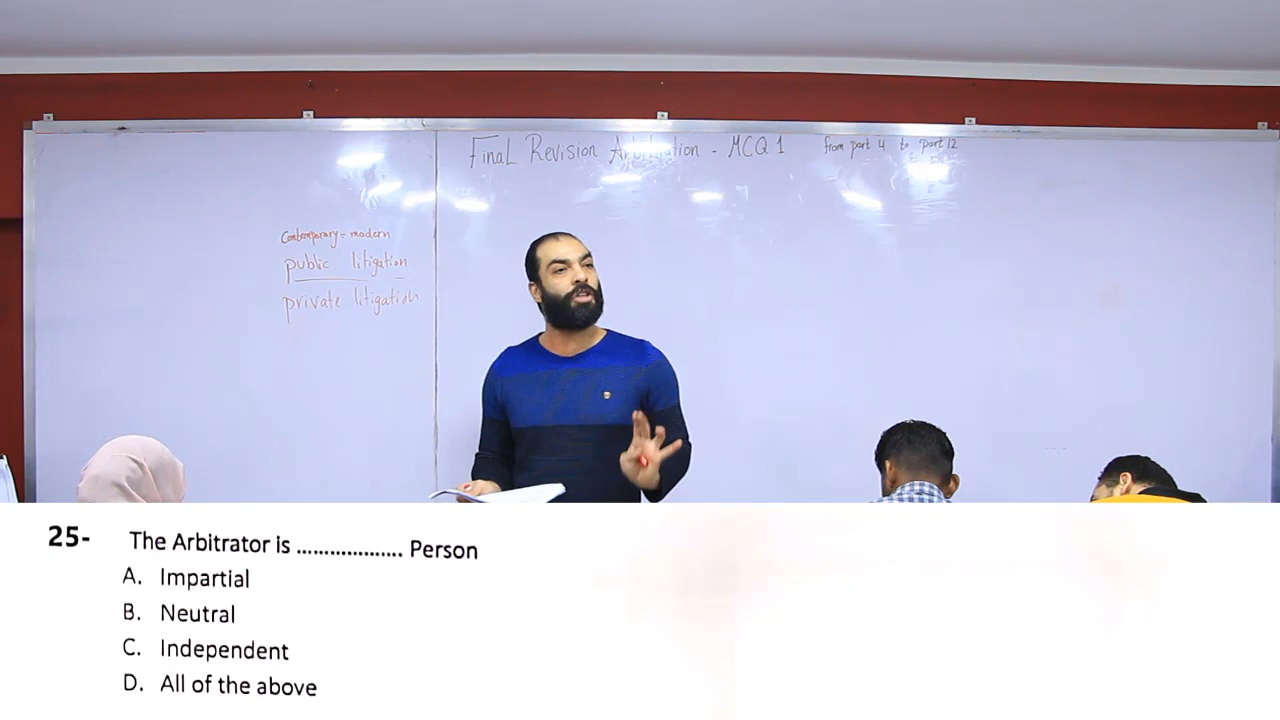 Final Revision Arbitration - MCQ 1 from part 4 to part 12
Contemporary = modern
public litigation
private litigation
25- The Arbitrator is ................... Person
A. Impartial
B. Neutral
C. Independent
D. All of the above